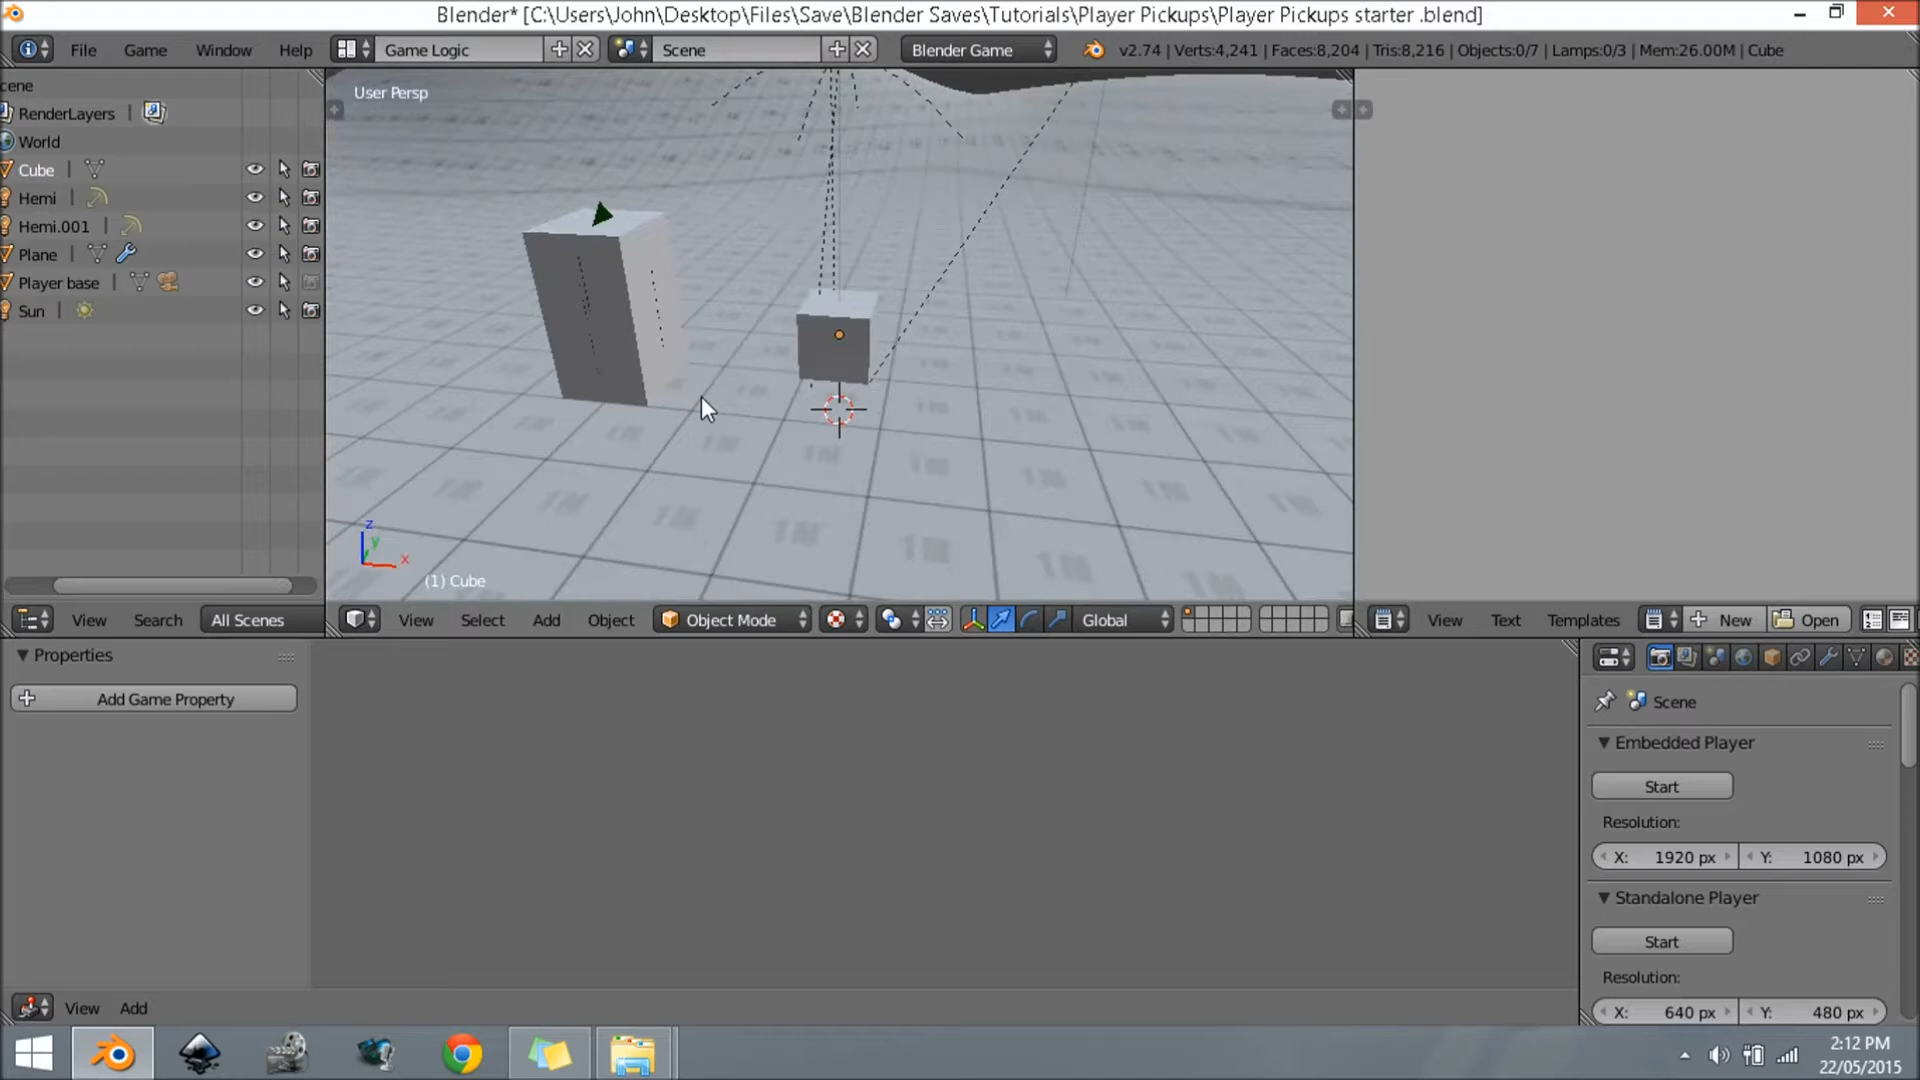 Blender* [C:\Users\John\Desktop\Files\Save\Blender Saves\Tutorials\Player Pickups\Player Pickups starter .blend]
File Game Window Help Game Logic Scene Blender Game v2.74 | Verts:4,241 | Faces:8,204 | Tris:8,216 | Objects:0/7 | Lamps:0/3 | Mem:26.00M | Cube
cene
RenderLayers
World
Cube
Hemi
Hemi.001
Plane
Player base
Sun
User Persp
1M
z
y
x
(1) Cube
View Search All Scenes
View Select Add Object Object Mode Global
View Text Templates New Open
Properties
Add Game Property
View Add
Scene
Embedded Player
Start
Resolution:
X: 1920 px Y: 1080 px
Standalone Player
Start
Resolution:
X: 640 px Y: 480 px
2:12 PM
22/05/2015